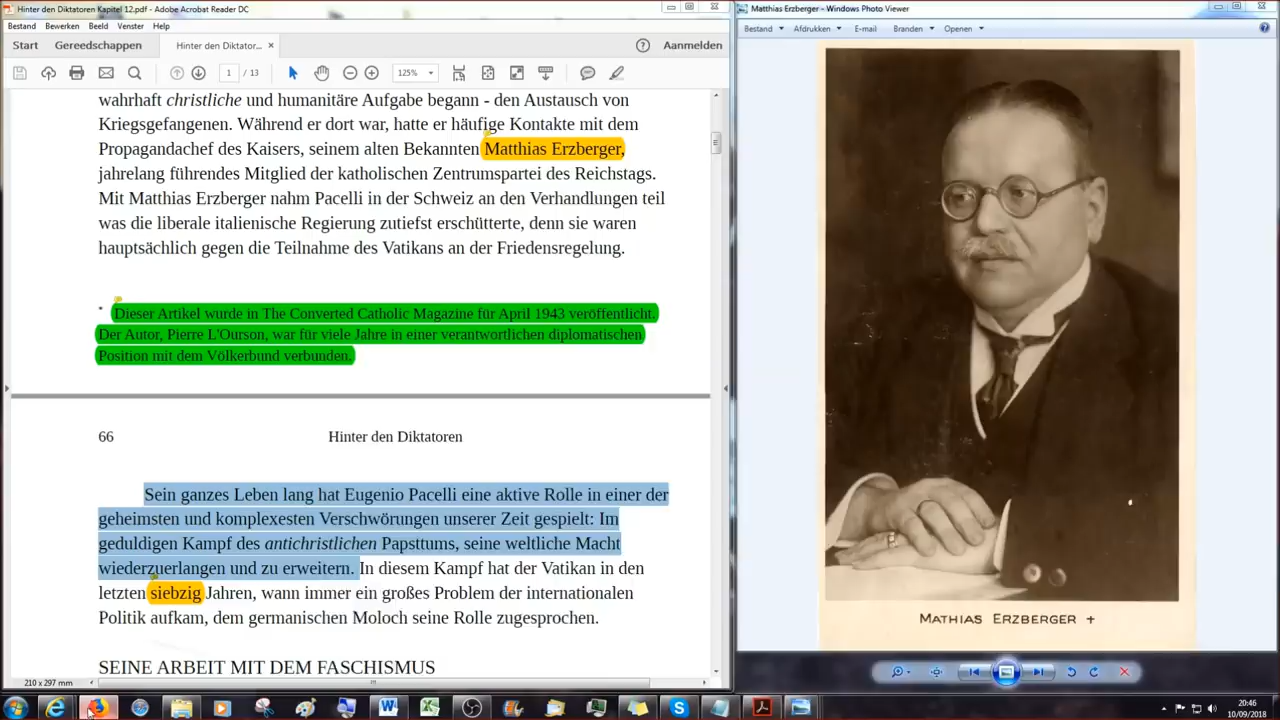 Hinter den Diktatoren Kapitel 12.pdf - Adobe Acrobat Reader DC
Datei Bearbeiten
Bestand Bewerken Beeld Venster Help
Start Gereedschappen Hinter den Diktator... × Aanmelden
1 / 13 125%
wahrhaft christliche und humanitäre Aufgabe begann - den Austausch von
Kriegsgefangenen. Während er dort war, hatte er häufige Kontakte mit dem
Propagandachef des Kaisers, seinem alten Bekannten Matthias Erzberger,
jahrelang führendes Mitglied der katholischen Zentrumspartei des Reichstags.
Mit Matthias Erzberger nahm Pacelli in der Schweiz an den Verhandlungen teil
was die liberale italienische Regierung zutiefst erschütterte, denn sie waren
hauptsächlich gegen die Teilnahme des Vatikans an der Friedensregelung.
* Dieser Artikel wurde in The Converted Catholic Magazine für April 1943 veröffentlicht.
Der Autor, Pierre L'Ourson, war für viele Jahre in einer verantwortlichen diplomatischen
Position mit dem Völkerbund verbunden.
66 Hinter den Diktatoren
Sein ganzes Leben lang hat Eugenio Pacelli eine aktive Rolle in einer der
geheimsten und komplexesten Verschwörungen unserer Zeit gespielt: Im
geduldigen Kampf des antichristlichen Papsttums, seine weltliche Macht
wiederzuerlangen und zu erweitern. In diesem Kampf hat der Vatikan in den
letzten siebzig Jahren, wann immer ein großes Problem der internationalen
Politik aufkam, dem germanischen Moloch seine Rolle zugesprochen.
SEINE ARBEIT MIT DEM FASCHISMUS
210 x 297 mm
Matthias Erzberger - Windows Photo Viewer
Bestand Afdrukken E-mail Branden Openen
MATHIAS ERZBERGER +
20:46
10/09/2018